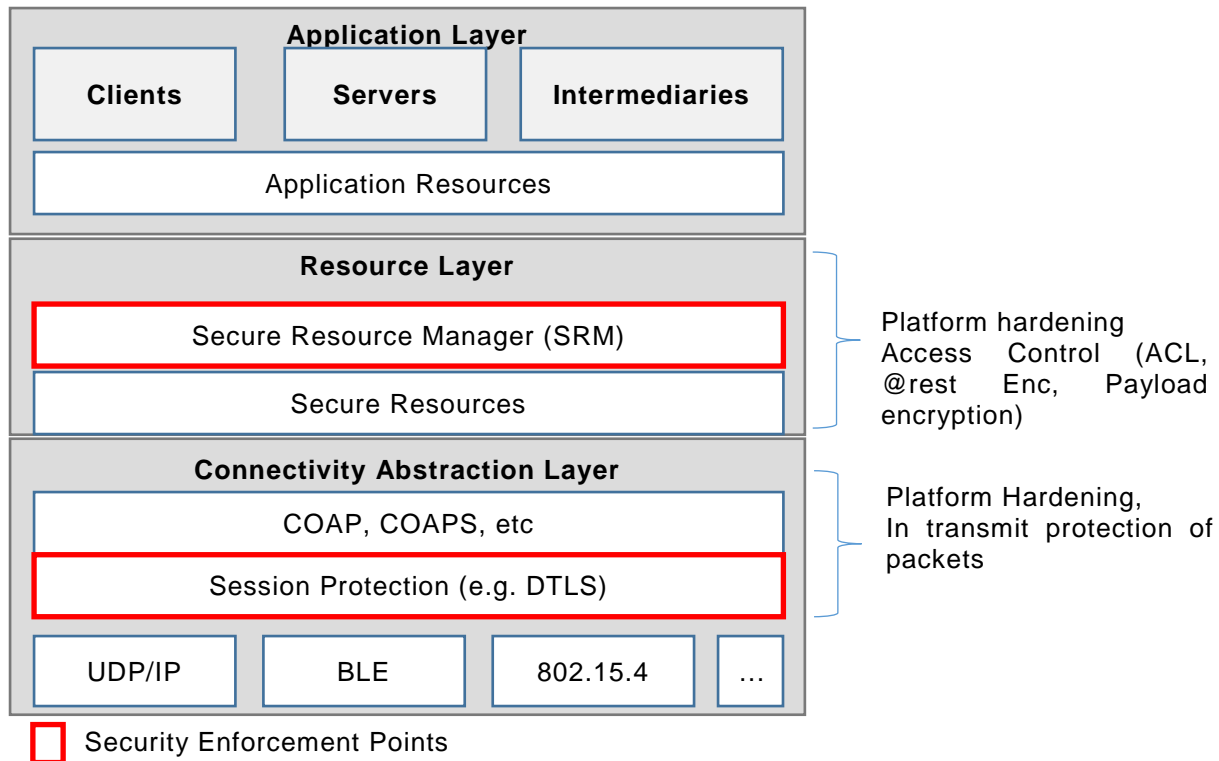 Application Layer
Clients
Servers
Intermediaries
Application Resources
Resource Layer
Secure Resource Manager (SRM)
Secure Resources
Platform hardening
Access Control (ACL,
@rest Enc, Payload
encryption)
Connectivity Abstraction Layer
COAP, COAPS, etc
Session Protection (e.g. DTLS)
Platform Hardening,
In transmit protection of
packets
UDP/IP
BLE
802.15.4
…
Security Enforcement Points